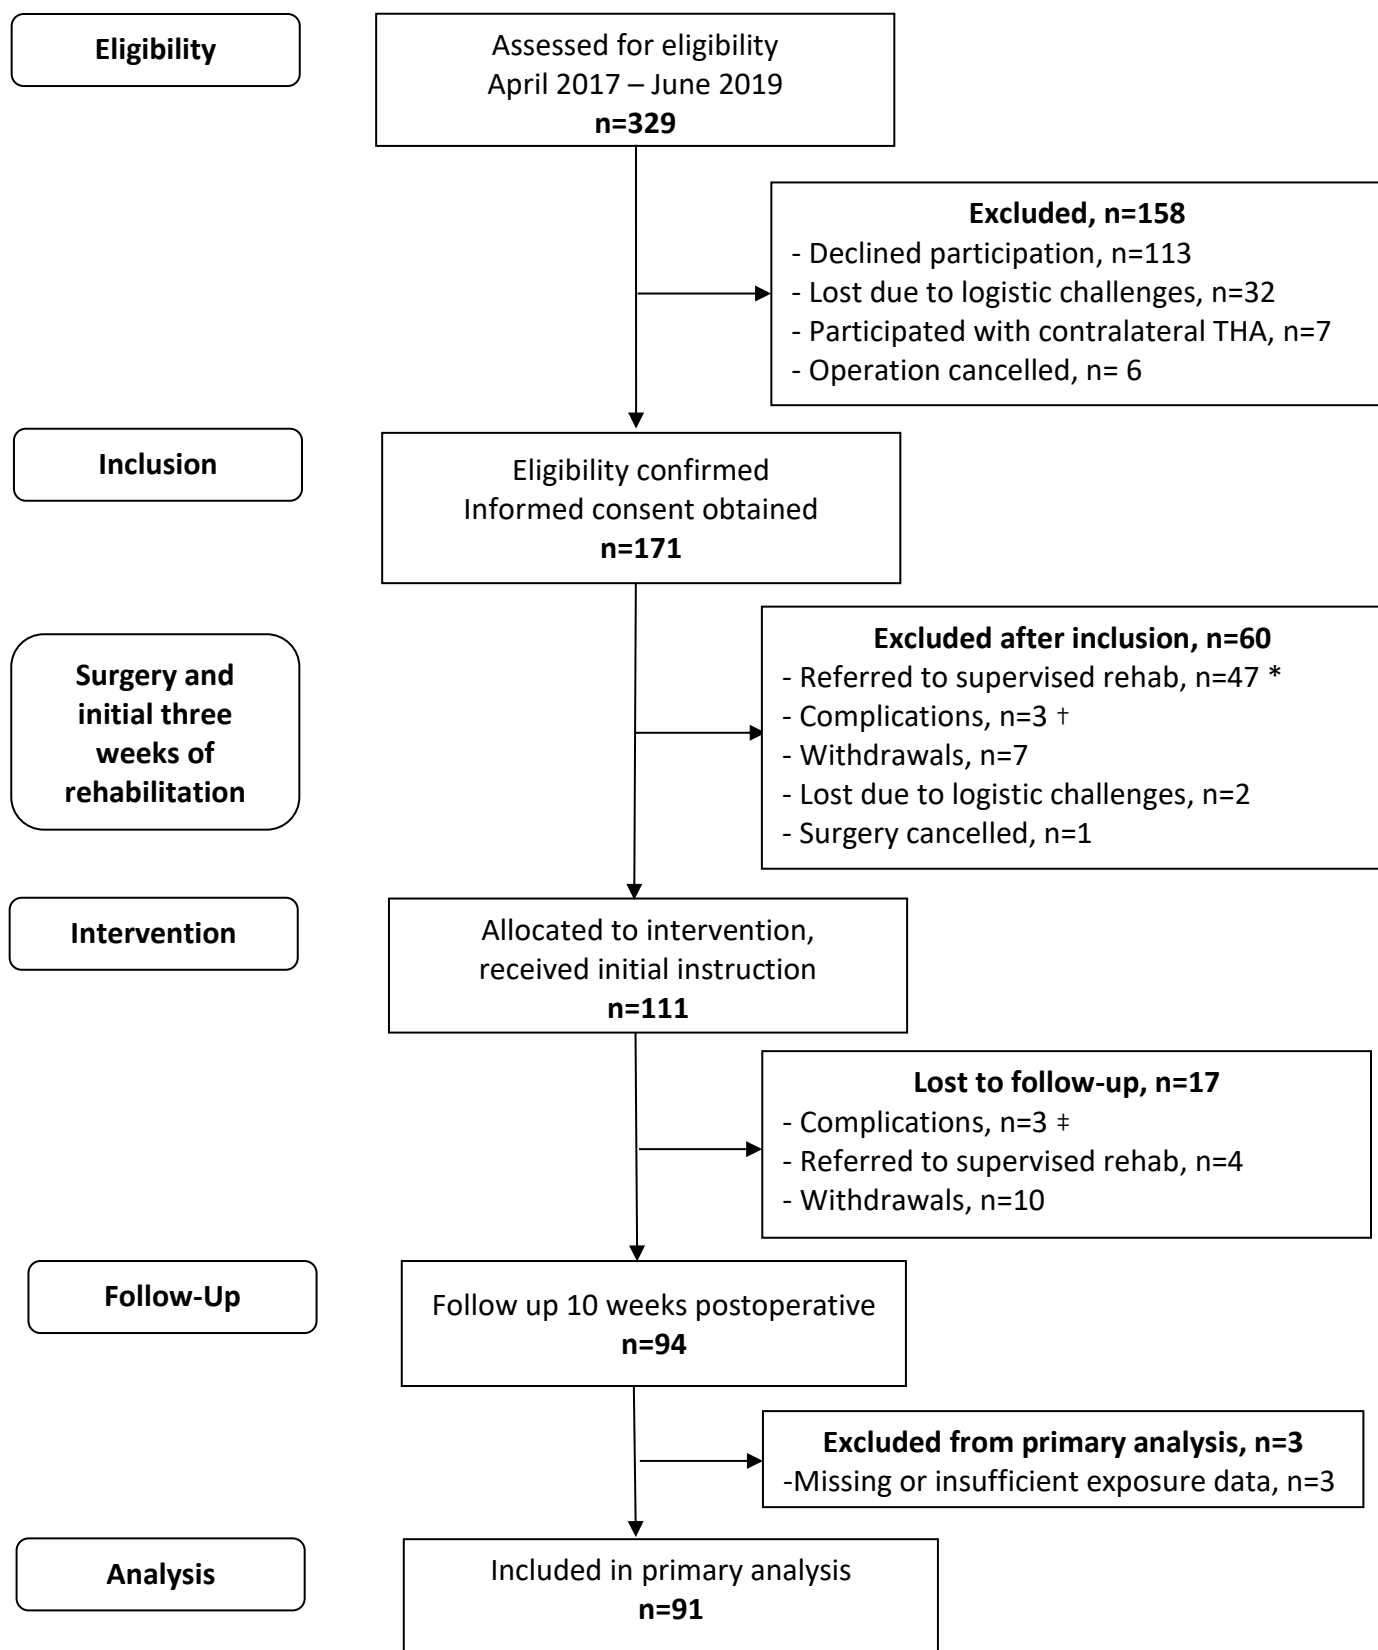 Eligibility
Assessed for eligibility
April 2017 – June 2019
n=329
Excluded, n=158
- Declined participation, n=113
- Lost due to logistic challenges, n=32
- Participated with contralateral THA, n=7
- Operation cancelled, n= 6
Inclusion
Eligibility confirmed
Informed consent obtained
n=171
Surgery and
initial three
weeks of
rehabilitation
Excluded after inclusion, n=60
- Referred to supervised rehab, n=47 *
- Complications, n=3 †
- Withdrawals, n=7
- Lost due to logistic challenges, n=2
- Surgery cancelled, n=1
Intervention
Allocated to intervention,
received initial instruction
n=111
Lost to follow-up, n=17
- Complications, n=3 ‡
- Referred to supervised rehab, n=4
- Withdrawals, n=10
Follow-Up
Follow up 10 weeks postoperative
n=94
Excluded from primary analysis, n=3
-Missing or insufficient exposure data, n=3
Analysis
Included in primary analysis
n=91